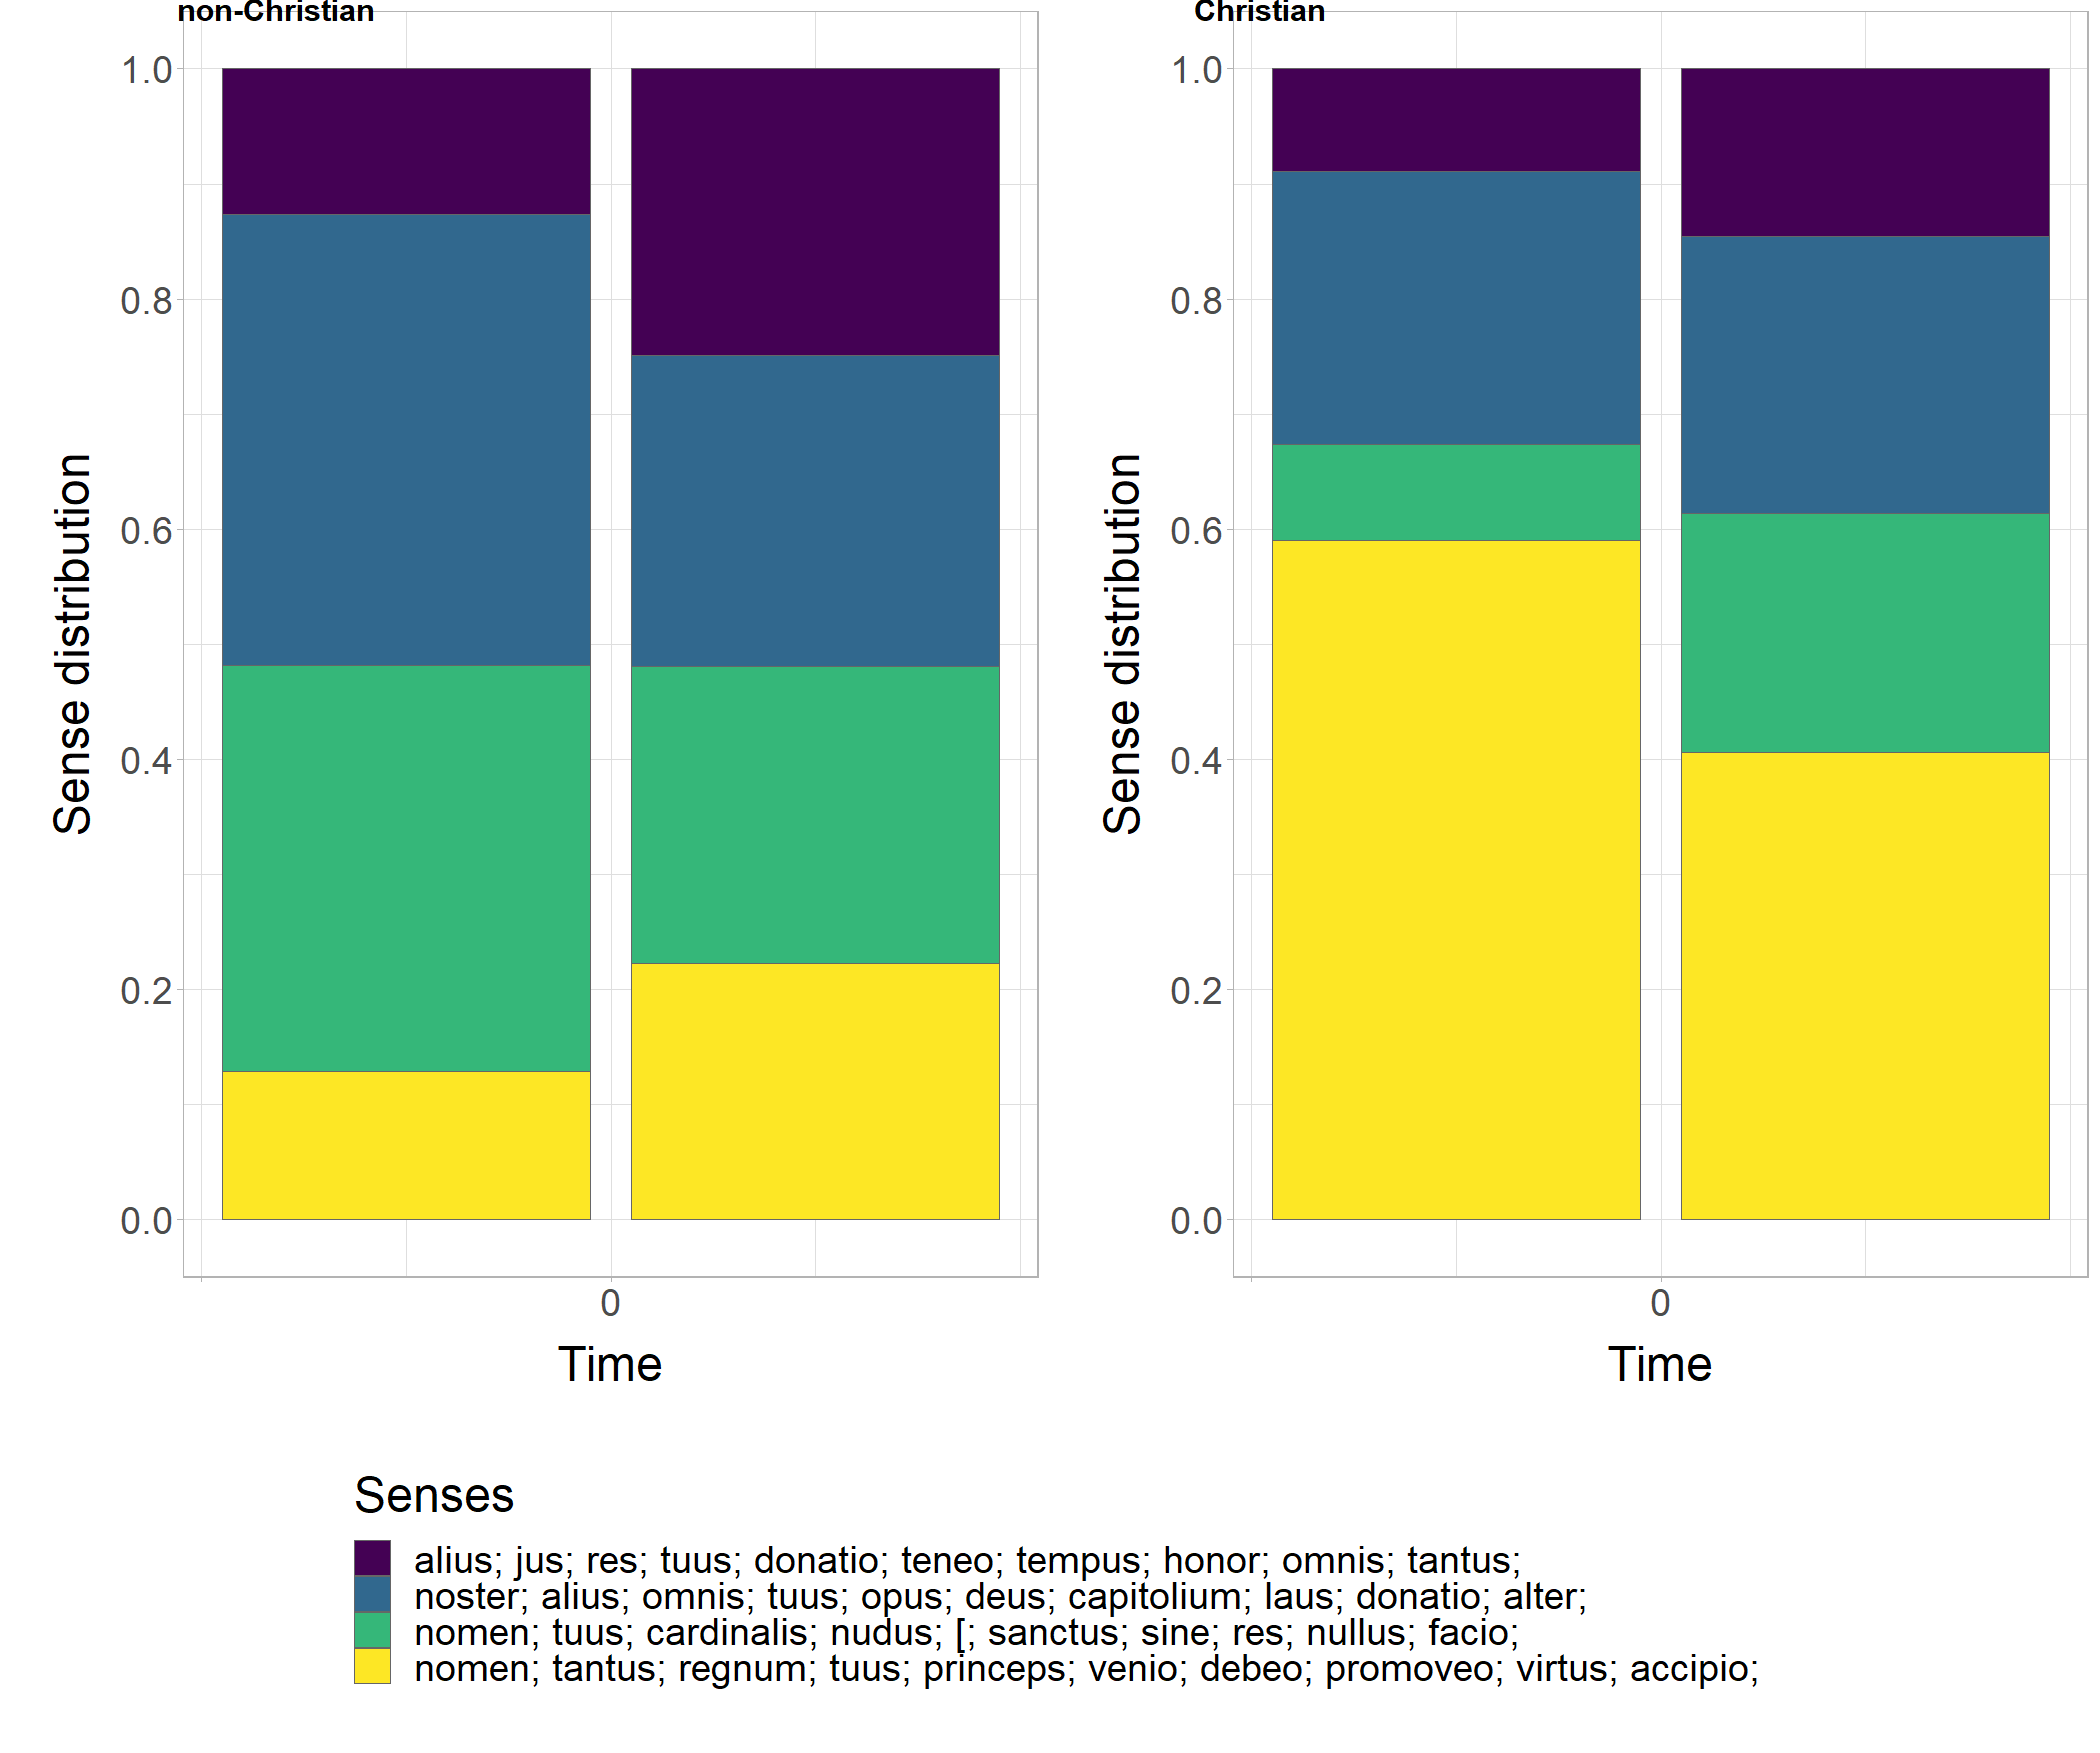 non-Christian
1.0
0.8
0.6
0.4
0.2
0.0
Sense distribution
0
Time
Christian
1.0
0.8
0.6
0.4
0.2
0.0
Sense distribution
0
Time
Senses
alius; jus; res; tuus; donatio; teneo; tempus; honor; omnis; tantus;
noster; alius; omnis; tuus; opus; deus; capitolium; laus; donatio; alter;
nomen; tuus; cardinalis; nudus; [; sanctus; sine; res; nullus; facio;
nomen; tantus; regnum; tuus; princeps; venio; debeo; promoveo; virtus; accipio;